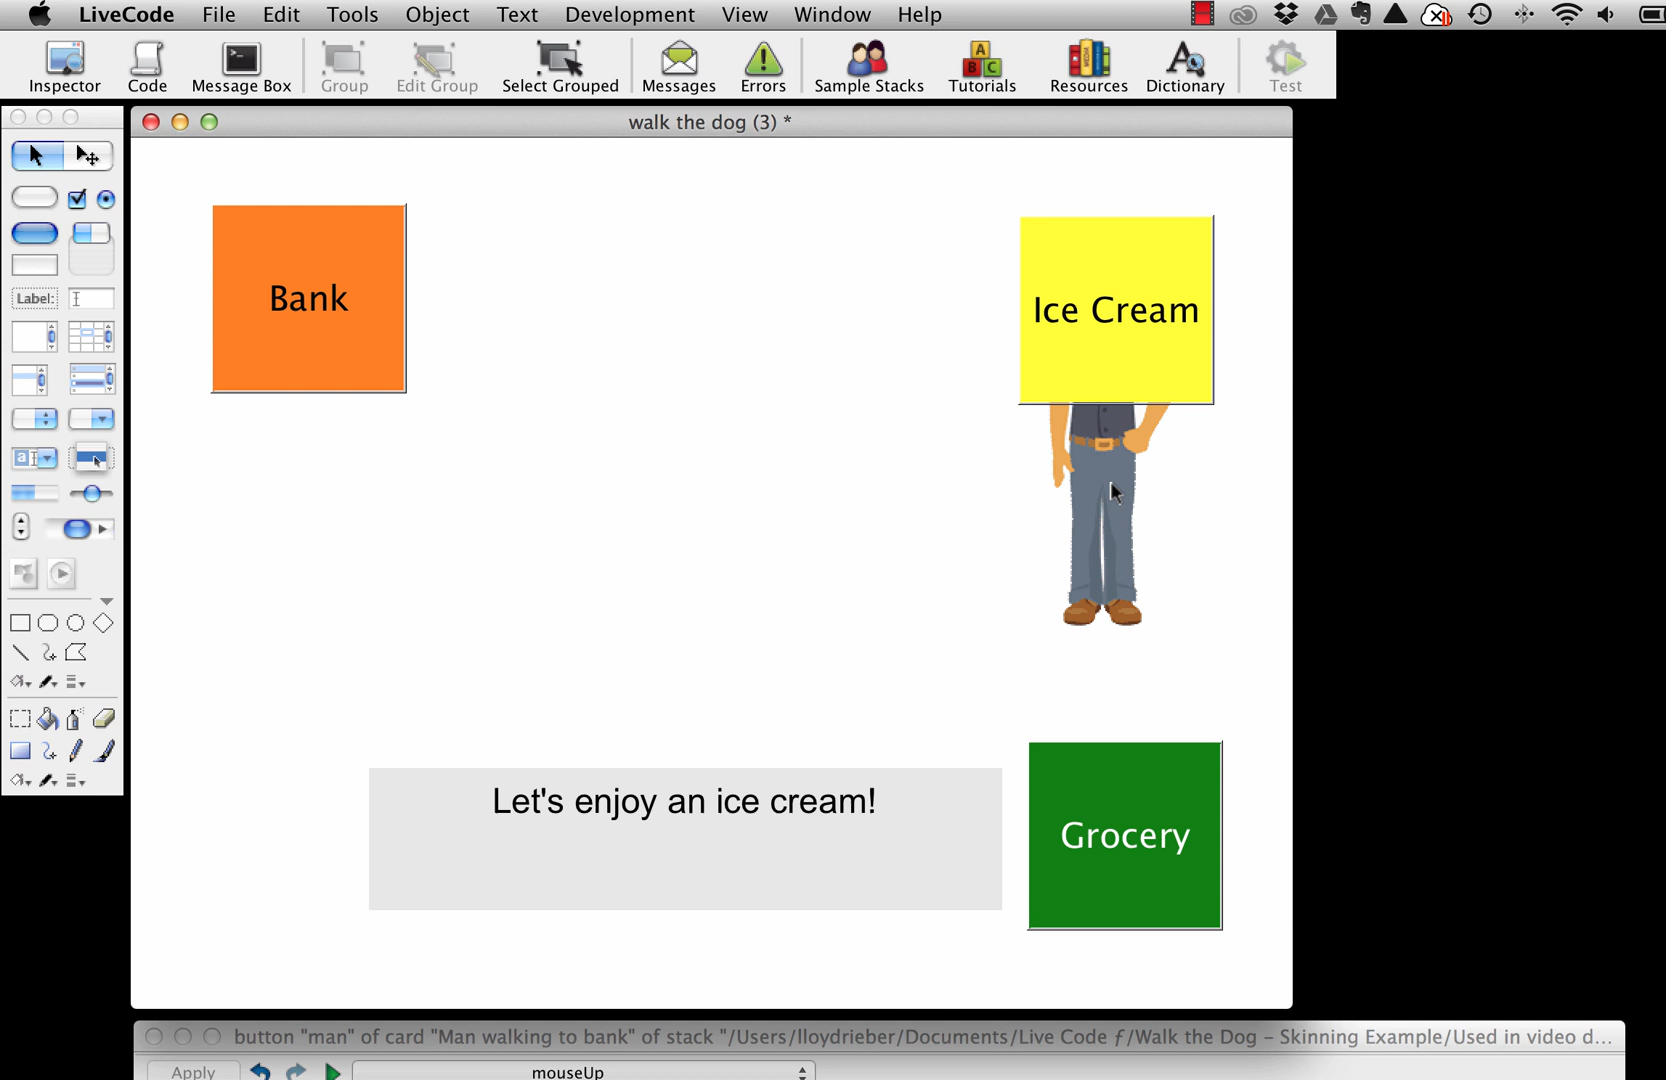 LiveCode File Edit Tools Object Text Development View Window Help
Inspector Code Message Box Group Edit Group Select Grouped Messages Errors Sample Stacks Tutorials Resources Dictionary Test
walk the dog (3) *
Label:
a
Bank
Ice Cream
Let's enjoy an ice cream!
Grocery
button "man" of card "Man walking to bank" of stack "/Users/lloydrieber/Documents/Live Code ƒ/Walk the Dog – Skinning Example/Used in video d...
Apply mouseUp